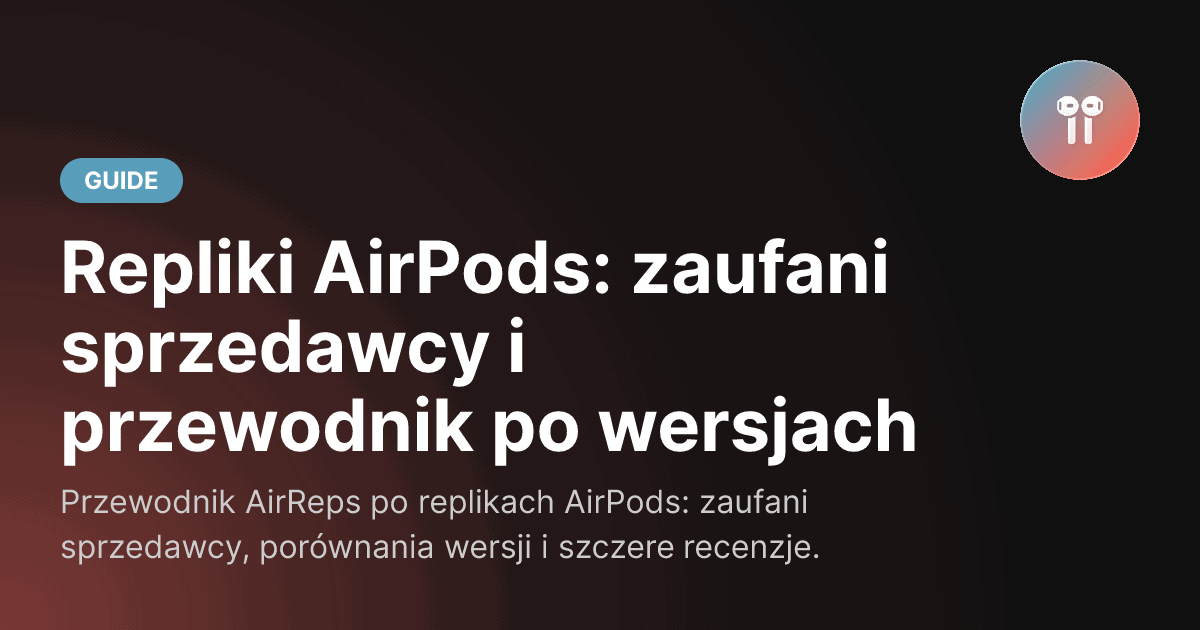 GUIDE
Repliki AirPods: zaufani
sprzedawcy i
przewodnik po wersjach
Przewodnik AirReps po replikach AirPods: zaufani
sprzedawcy, porównania wersji i szczere recenzje.